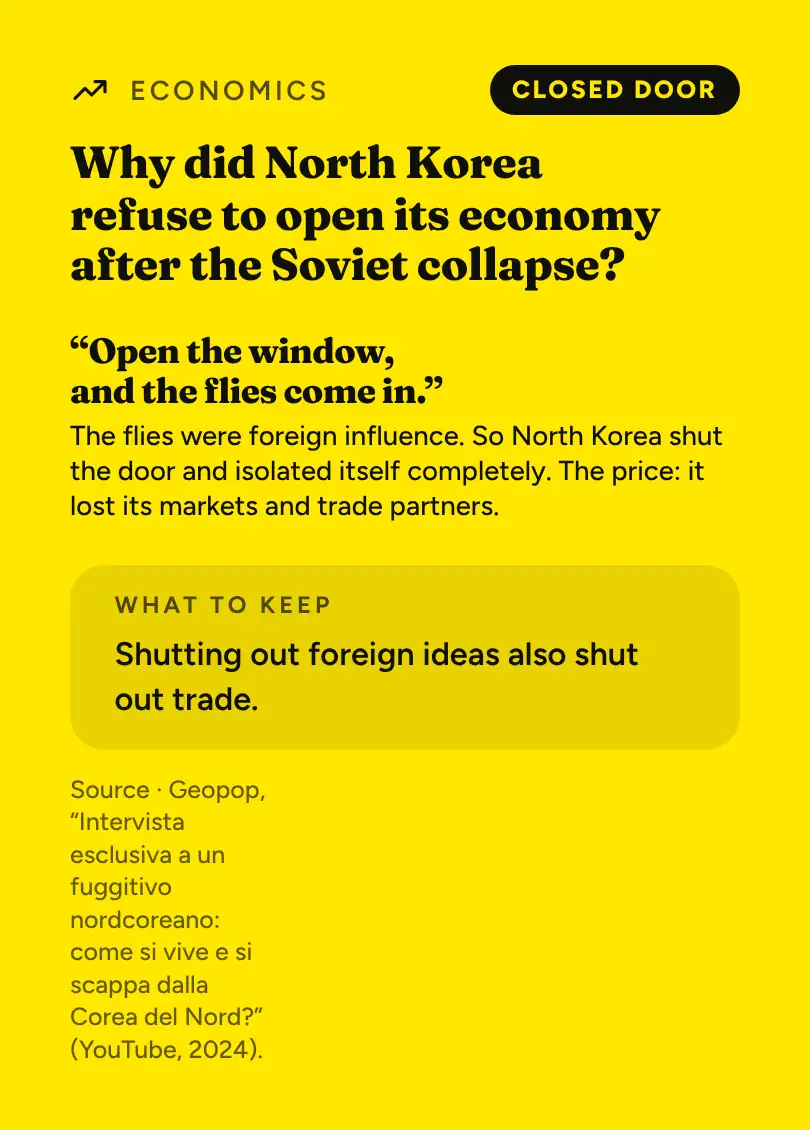 ECONOMICS
CLOSED DOOR
Why did North Korea
refuse to open its economy
after the Soviet collapse?
“Open the window,
and the flies come in.”
The flies were foreign influence. So North Korea shut
the door and isolated itself completely. The price: it
lost its markets and trade partners.
WHAT TO KEEP
Shutting out foreign ideas also shut
out trade.
Source · Geopop,
“Intervista
esclusiva a un
fuggitivo
nordcoreano:
come si vive e si
scappa dalla
Corea del Nord?”
(YouTube, 2024).